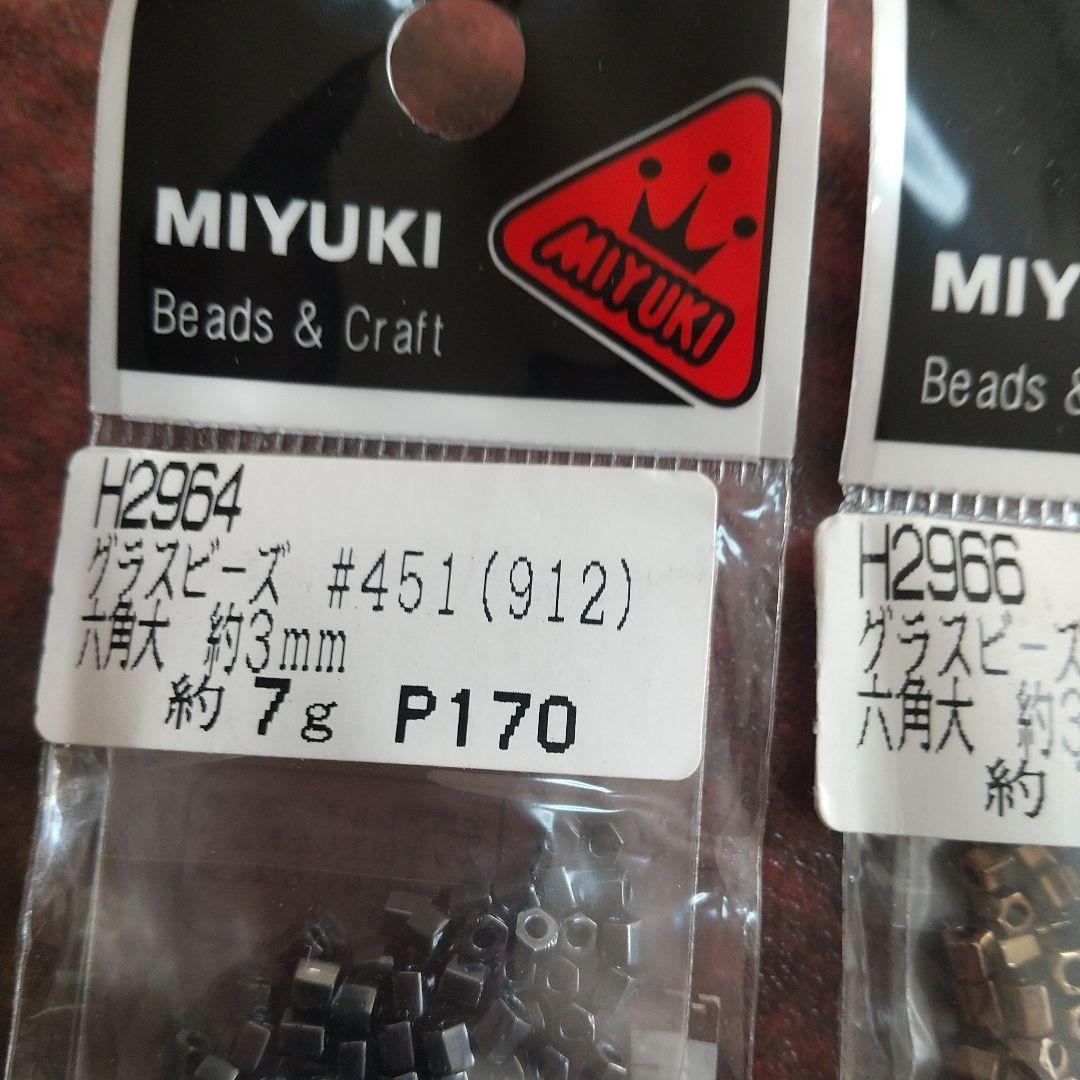 MIYUKI
Beads & Craft
MIYUKI
H2964
グラスビーズ #451(912)
六角大 約3mm
約 7g P170
MIY
Beads &
H2966
グラスビーズ
六角大 約3
約